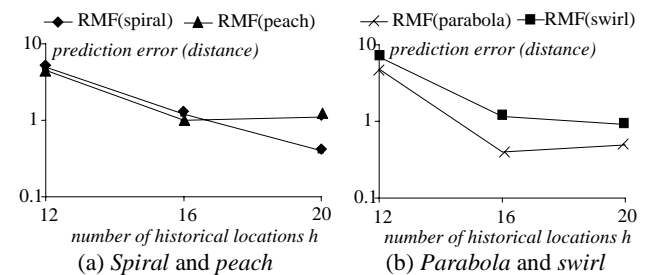 RMF(spiral) RMF(peach)
10
prediction error (distance)
1
0.1
12 16 20
number of historical locations h
(a) Spiral and peach
RMF(parabola) RMF(swirl)
10
prediction error (distance)
1
0.1
12 16 20
number of historical locations h
(b) Parabola and swirl